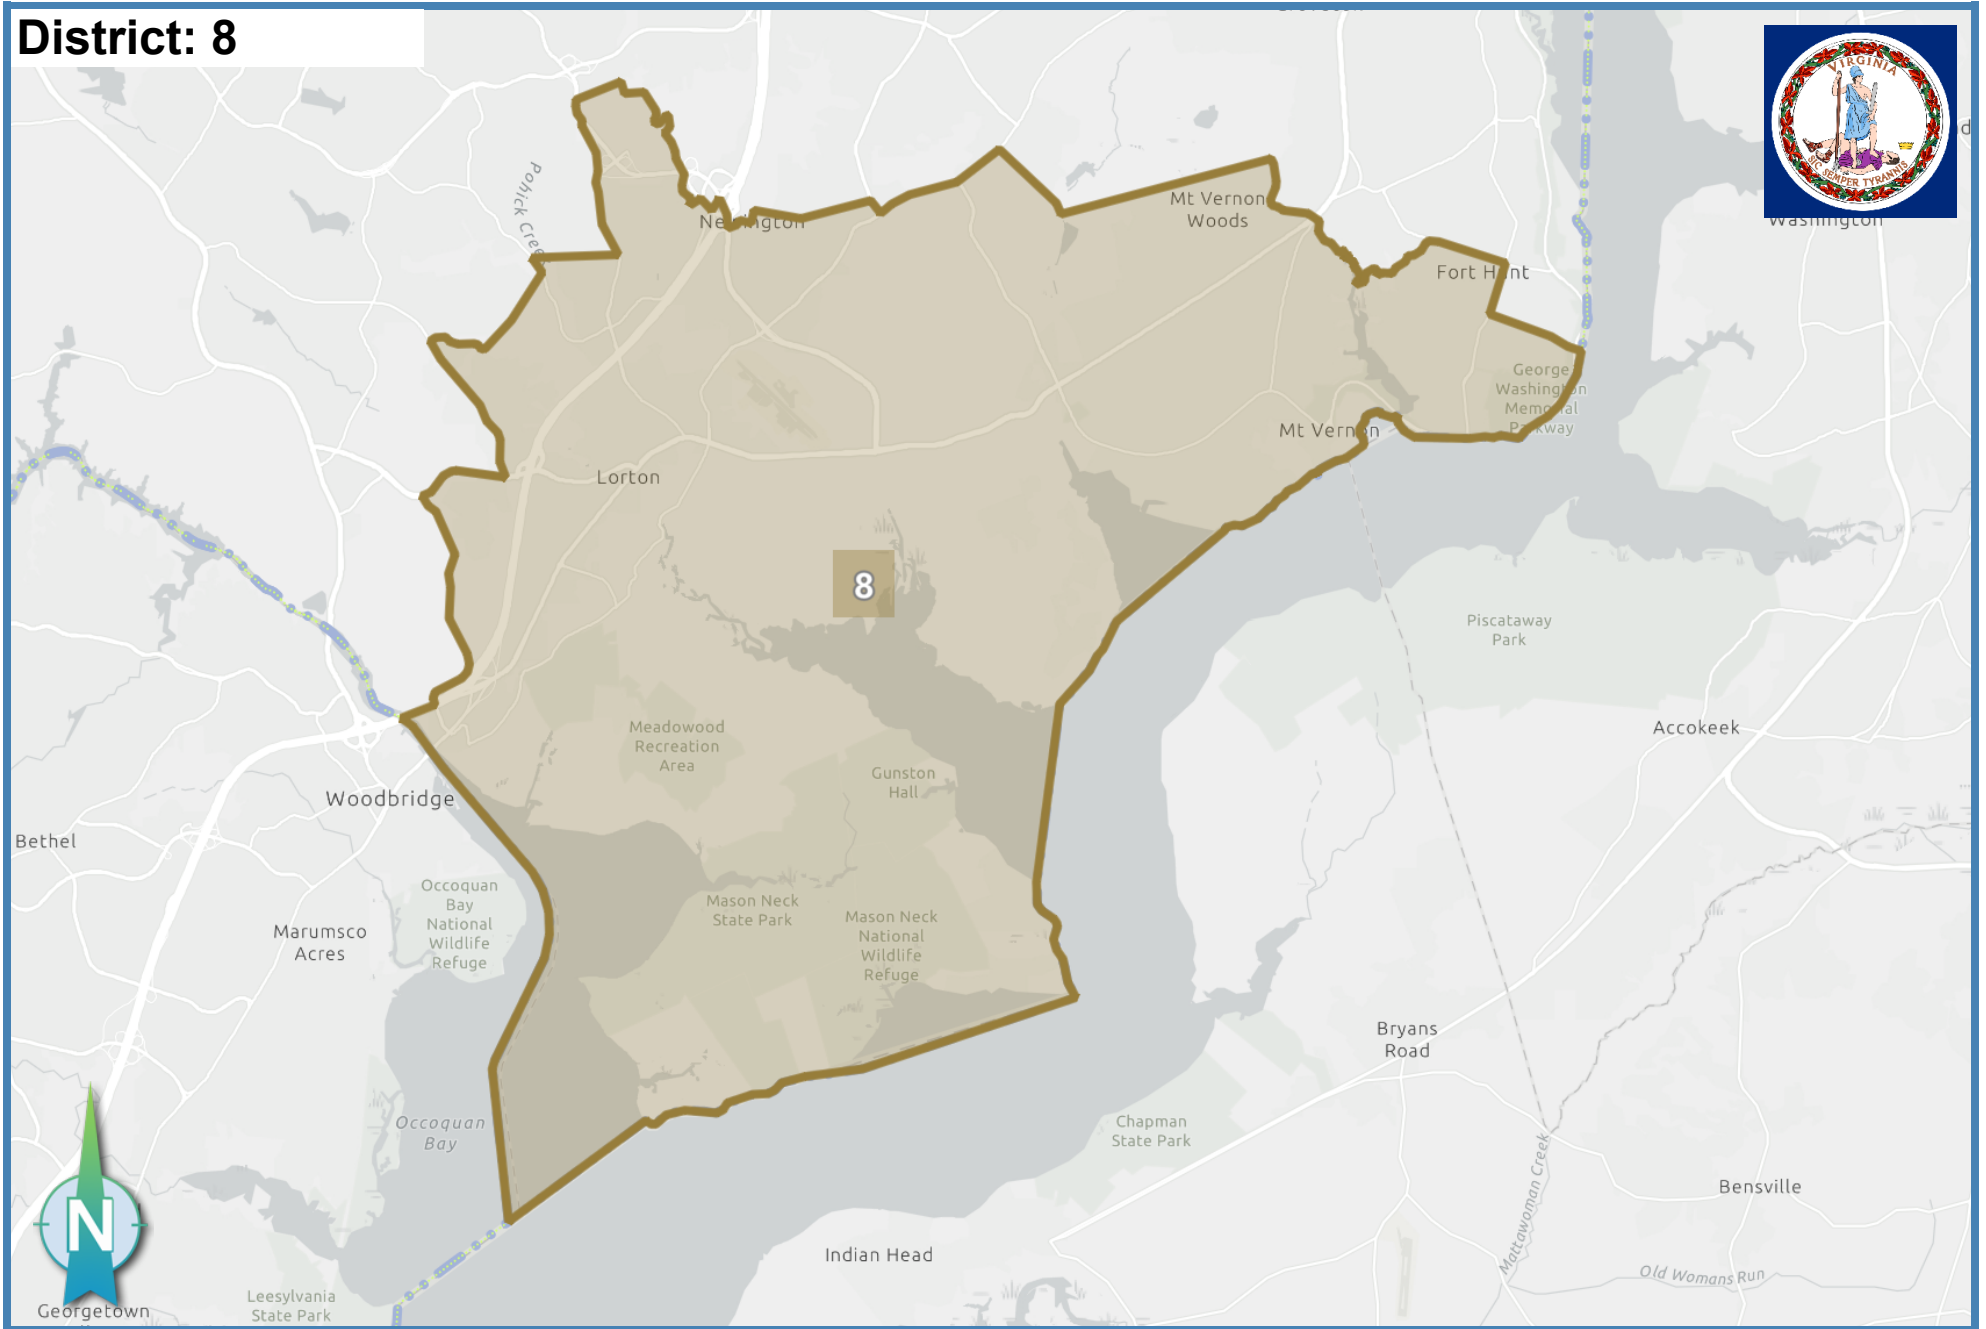 District: 8
VIRGINIA
SIC SEMPER TYRANNIS
Washington
Pohick Creek
Newington
Mt Vernon
Woods
Fort Hunt
George
Washington
Memorial
Parkway
Mt Vernon
Lorton
8
Piscataway
Park
Meadowood
Recreation
Area
Accokeek
Gunston
Hall
Woodbridge
Bethel
Occoquan
Bay
National
Wildlife
Refuge
Mason Neck
State Park
Mason Neck
National
Wildlife
Refuge
Marumsco
Acres
Bryans
Road
Occoquan
Bay
Chapman
State Park
Mattawoman Creek
Bensville
N
Indian Head
Old Womans Run
Leesylvania
State Park
Georgetown